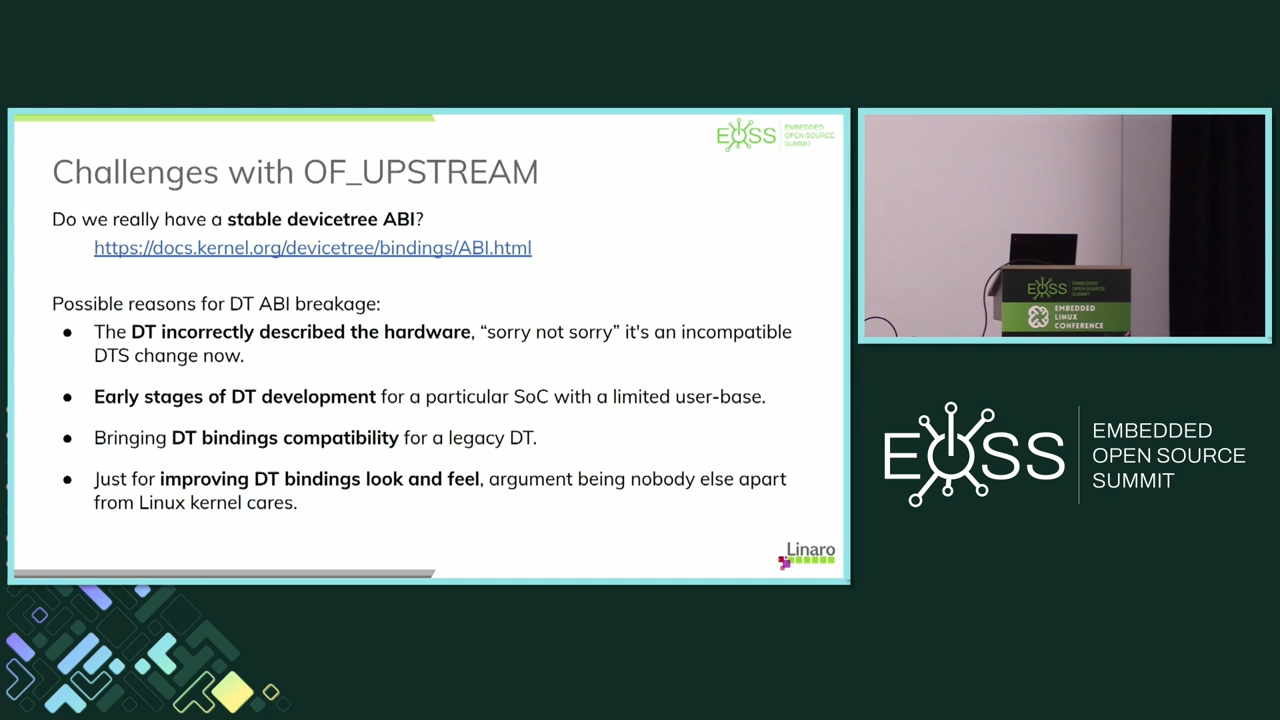 EOSS EMBEDDED
OPEN SOURCE
SUMMIT
Challenges with OF_UPSTREAM
Do we really have a stable devicetree ABI?
https://docs.kernel.org/devicetree/bindings/ABI.html
Possible reasons for DT ABI breakage:
● The DT incorrectly described the hardware, “sorry not sorry” it's an incompatible
DTS change now.
● Early stages of DT development for a particular SoC with a limited user-base.
● Bringing DT bindings compatibility for a legacy DT.
● Just for improving DT bindings look and feel, argument being nobody else apart
from Linux kernel cares.
Linaro
EOSS EMBEDDED
OPEN SOURCE
SUMMIT
EMBEDDED
LINUX
CONFERENCE
EOSS
EMBEDDED
OPEN SOURCE
SUMMIT